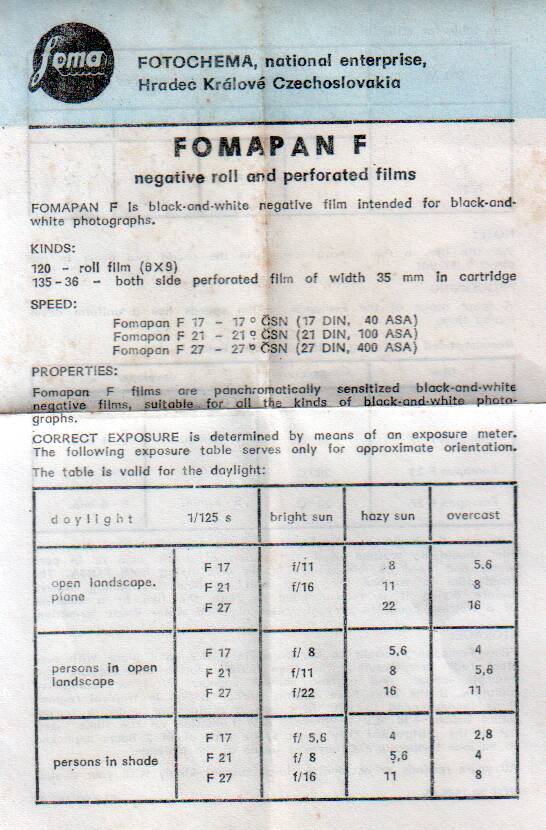 foma
FOTOCHEMA, national enterprise,
Hradec Králové Czechoslovakia
FOMAPAN F
negative roll and perforated films
FOMAPAN F is black-and-white negative film intended for black-and-
white photographs.
KINDS:
120 - roll film (6X9)
135-36 - both side perforated film of width 35 mm in cartridge
SPEED:
Fomapan F 17 - 17° ČSN (17 DIN, 40 ASA)
Fomapan F 21 - 21° ČSN (21 DIN, 100 ASA)
Fomapan F 27 - 27° ČSN (27 DIN, 400 ASA)
PROPERTIES:
Fomapan F films are panchromatically sensitized black-and-white
negative films, suitable for all the kinds of black-and-white photo-
graphs.
CORRECT EXPOSURE is determined by means of an exposure meter.
The following exposure table serves only for approximate orientation.
The table is valid for the daylight:
daylight 1/125 s bright sun hazy sun overcast
F 17 f/11 8 5.6
open landscape, F 21 f/16 11 8
plane F 27 22 16
F 17 f/ 8 5,6 4
persons in open F 21 f/11 8 5,6
landscape F 27 f/22 16 11
F 17 f/ 5,6 4 2,8
persons in shade F 21 f/ 8 5,6 4
F 27 f/16 11 8